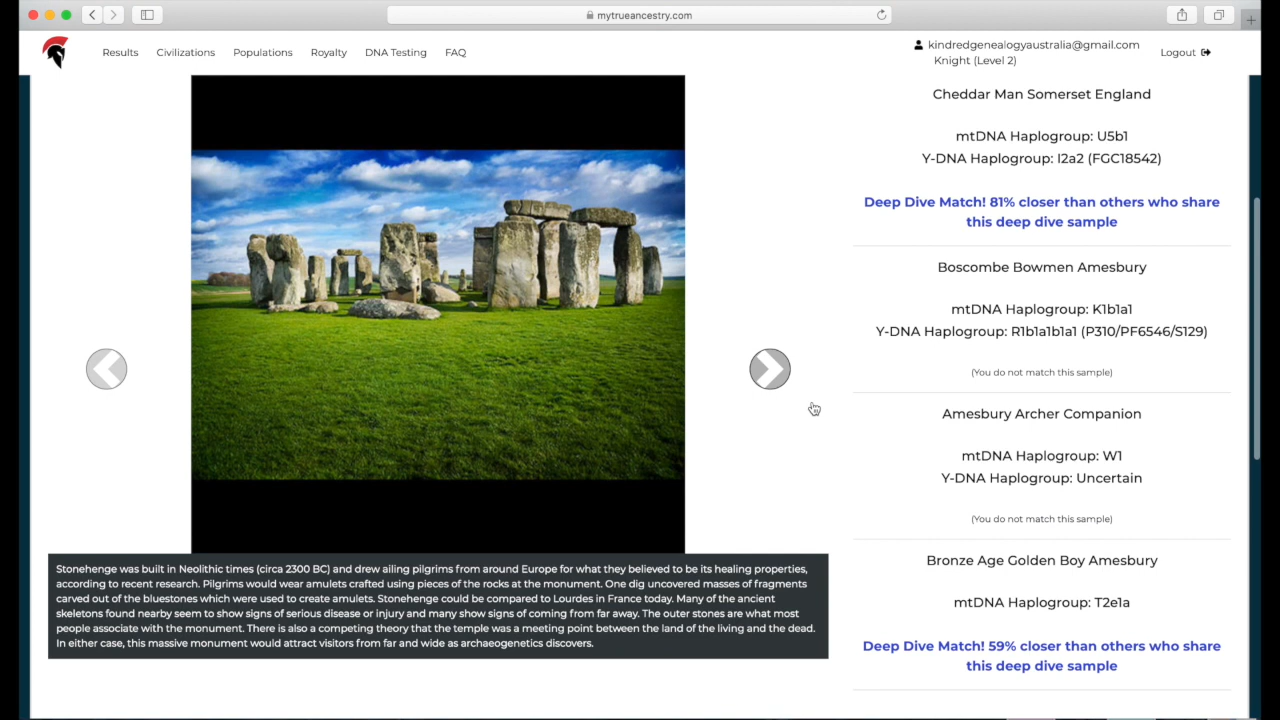 mytrueancestry.com
Results Civilizations Populations Royalty DNA Testing FAQ
kindredgenealogyaustralia@gmail.com
Knight (Level 2)
Logout
Cheddar Man Somerset England
mtDNA Haplogroup: U5b1
Y-DNA Haplogroup: I2a2 (FGC18542)
Deep Dive Match! 81% closer than others who share
this deep dive sample
Boscombe Bowmen Amesbury
mtDNA Haplogroup: K1b1a1
Y-DNA Haplogroup: R1b1a1b1a1 (P310/PF6546/S129)
(You do not match this sample)
Amesbury Archer Companion
mtDNA Haplogroup: W1
Y-DNA Haplogroup: Uncertain
(You do not match this sample)
Bronze Age Golden Boy Amesbury
mtDNA Haplogroup: T2e1a
Deep Dive Match! 59% closer than others who share
this deep dive sample
Stonehenge was built in Neolithic times (circa 2300 BC) and drew ailing pilgrims from around Europe for what they believed to be its healing properties,
according to recent research. Pilgrims would wear amulets crafted using pieces of the rocks at the monument. One dig uncovered masses of fragments
carved out of the bluestones which were used to create amulets. Stonehenge could be compared to Lourdes in France today. Many of the ancient
skeletons found nearby seem to show signs of serious disease or injury and many show signs of coming from far away. The outer stones are what most
people associate with the monument. There is also a competing theory that the temple was a meeting point between the land of the living and the dead.
In either case, this massive monument would attract visitors from far and wide as archaeogenetics discovers.